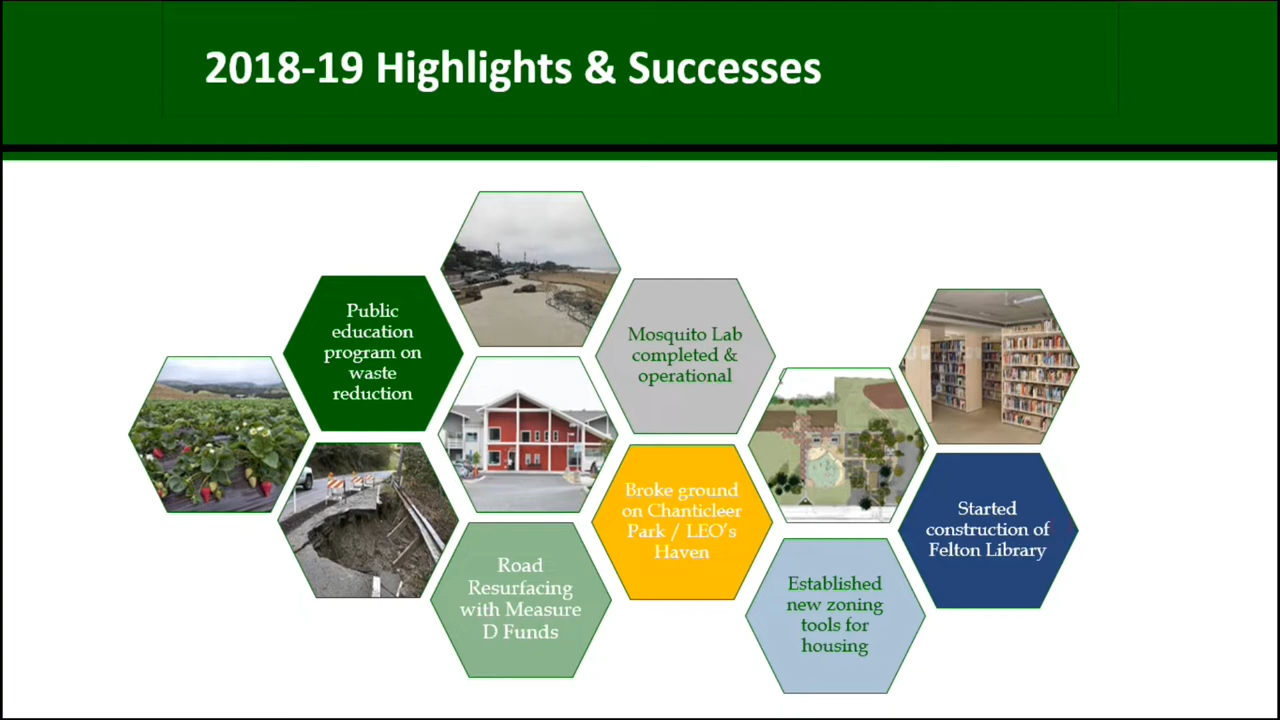 2018-19 Highlights & Successes
Public
education
program on
waste
reduction
Mosquito Lab
completed &
operational
Broke ground
on Chanticleer
Park / LEO's
Haven
Road
Resurfacing
with Measure
D Funds
Established
new zoning
tools for
housing
Started
construction of
Felton Library